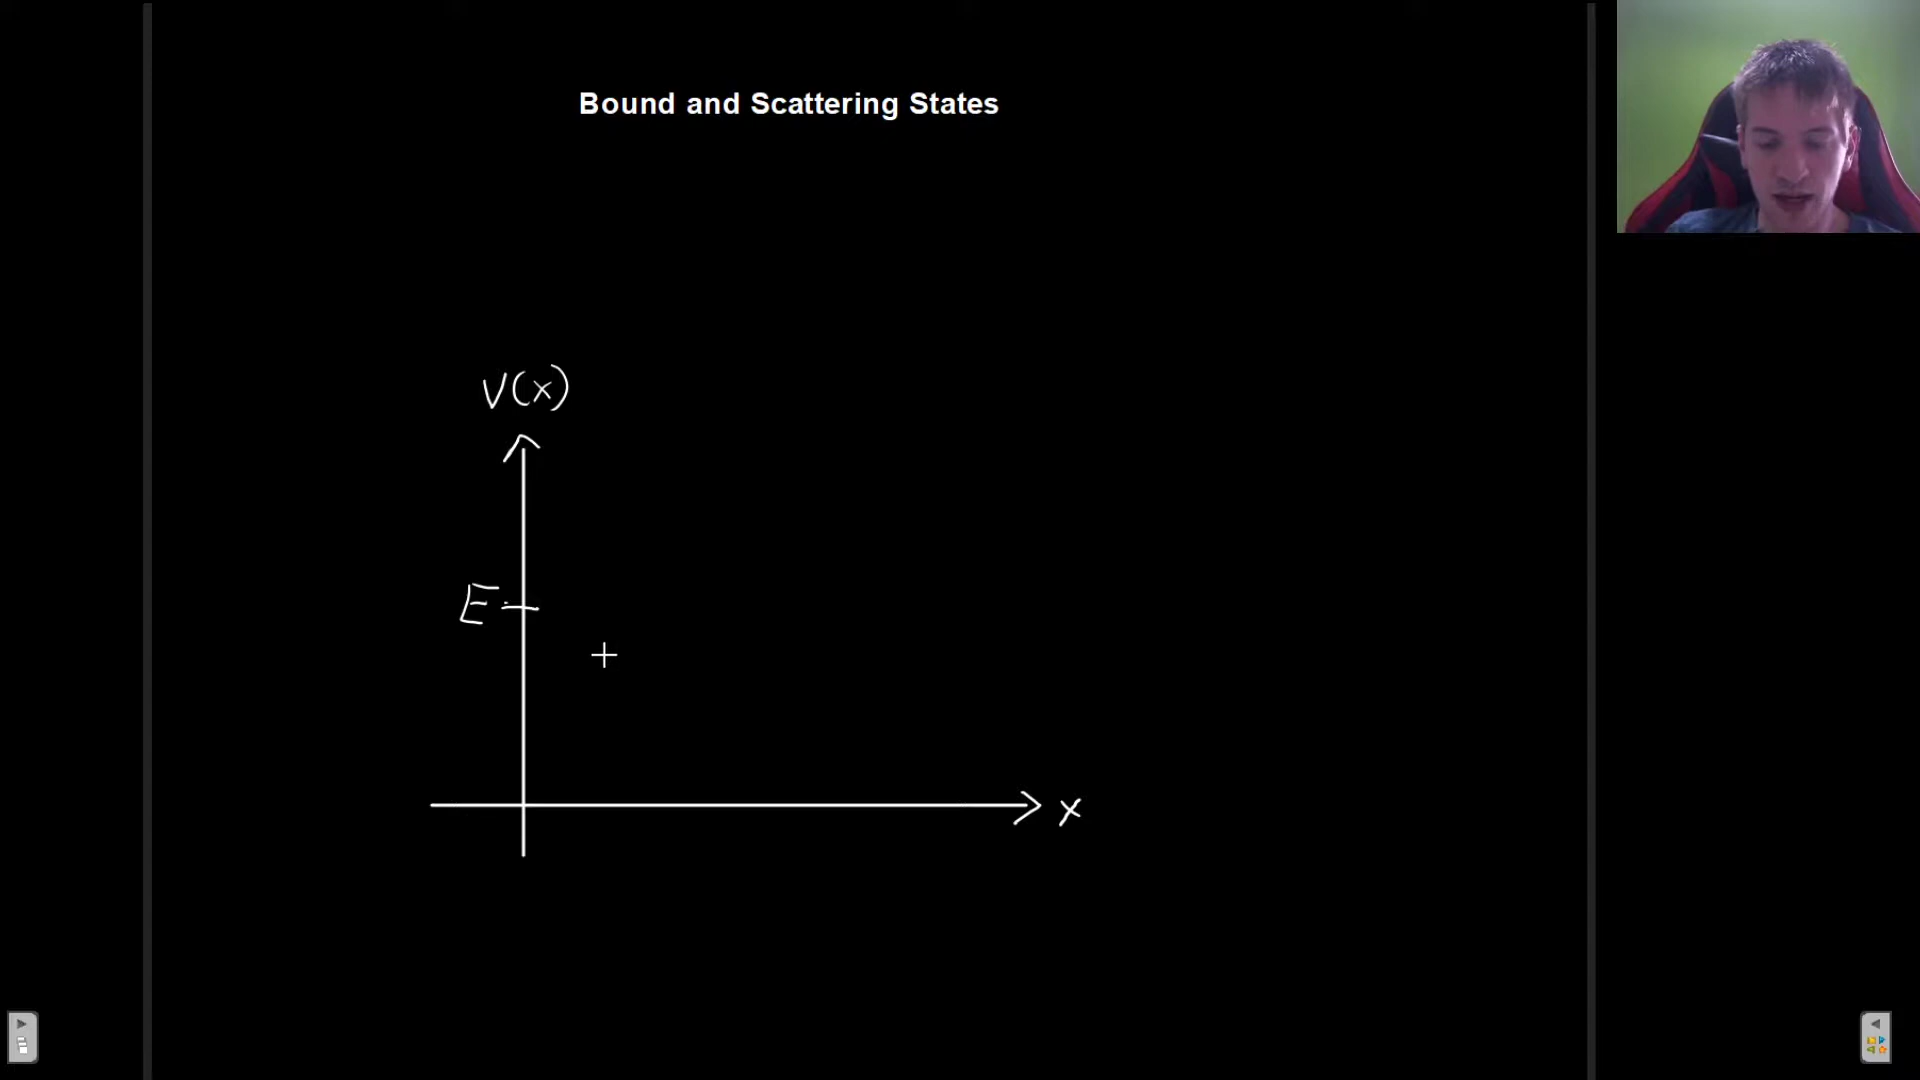 Bound and Scattering States
V(x)
E
x